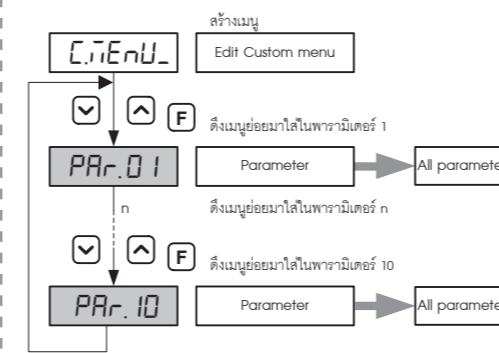 สร้างเมนู
C.mEnU_ Edit Custom menu
F ดึงเมนูย่อยมาใส่ในพารามิเตอร์ 1
PAr.01 Parameter All paramete
n ดึงเมนูย่อยมาใส่ในพารามิเตอร์ n
F ดึงเมนูย่อยมาใส่ในพารามิเตอร์ 10
PAr.10 Parameter All paramete